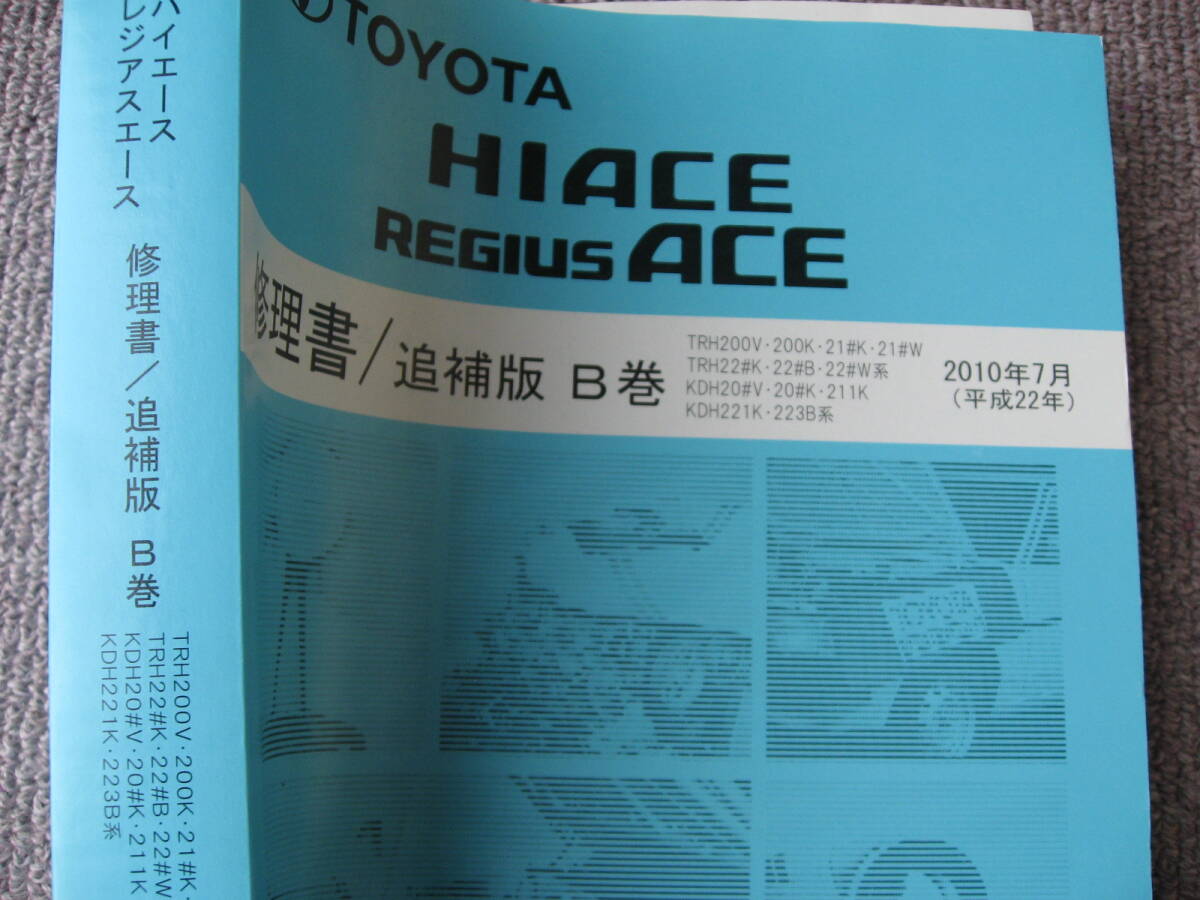 TOYOTA
HIACE
REGIUS ACE
修理書/追補版 B巻
TRH200V・200K・21#K・21#W
TRH22#K・22#B・22#W系
KDH20#V・20#K・211K
KDH221K・223B系
2010年7月
(平成22年)
ハイエース
レジアスエース
修理書/追補版 B巻
TRH200V・200K・21#K・
TRH22#K・22#B・22#W
KDH20#V・20#K・211K
KDH221K・223B系